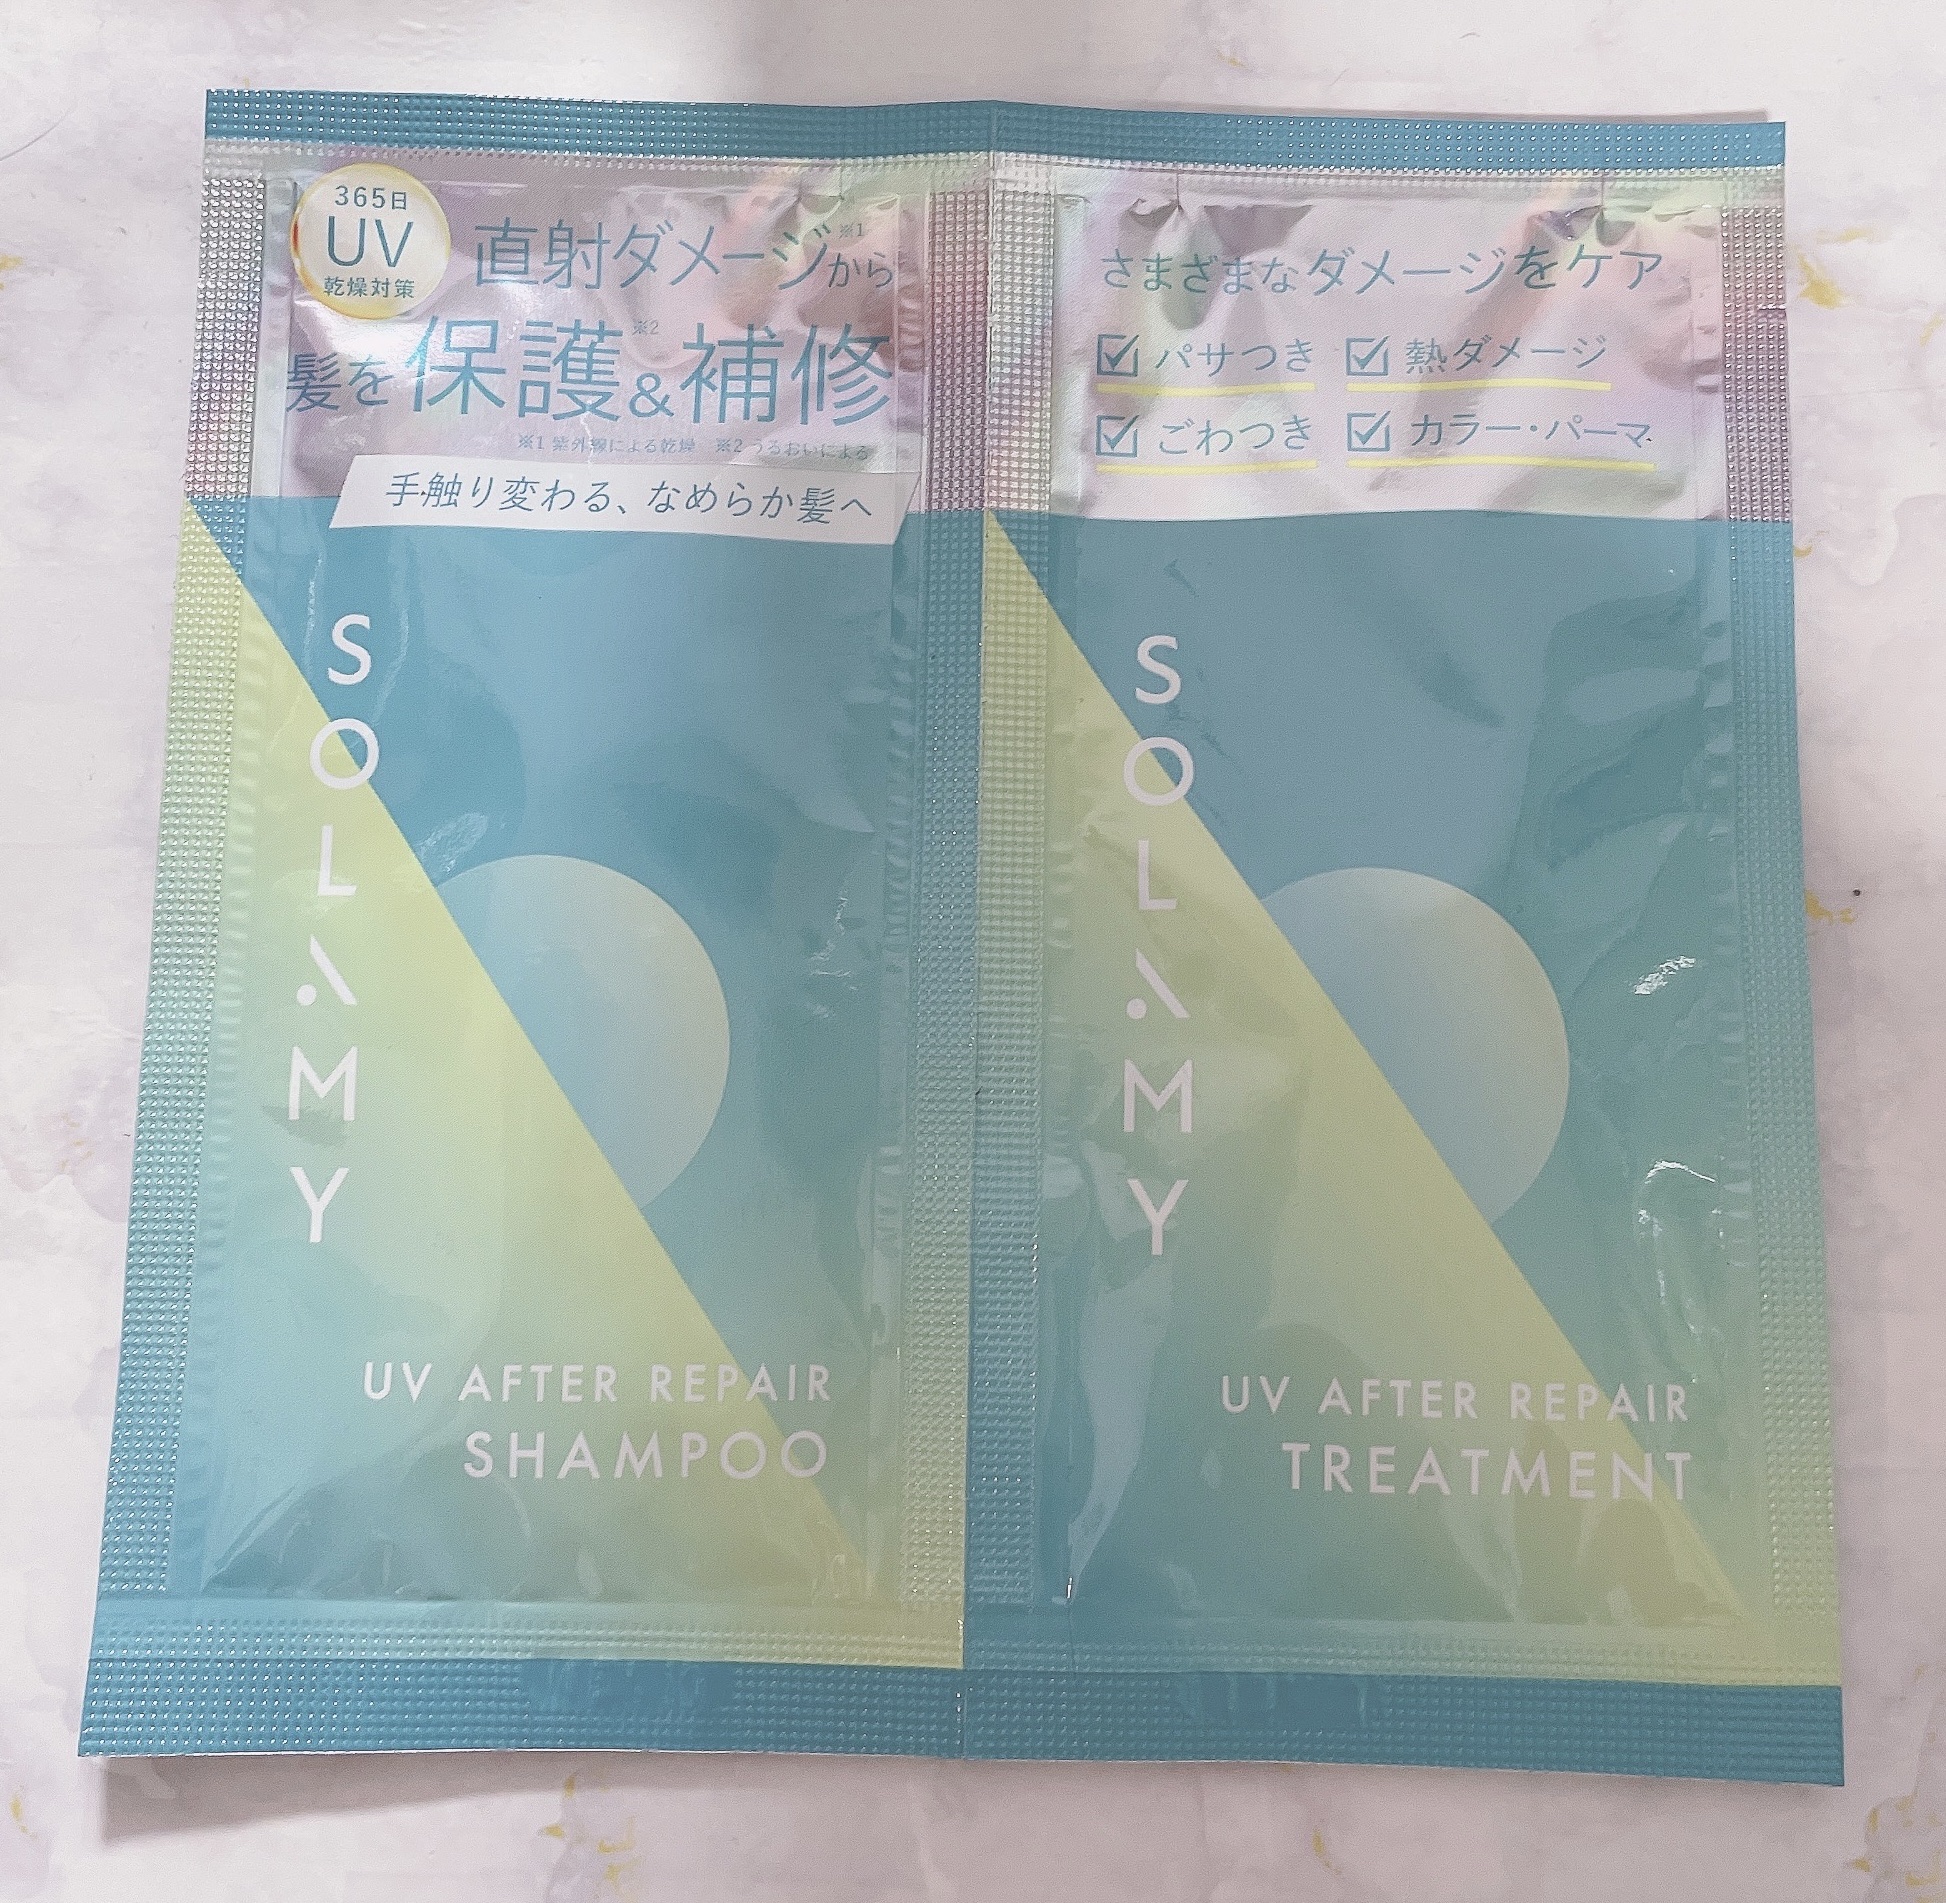 365日
UV
乾燥対策
直射ダメージ※1から
髪を保護※2&補修
※1 紫外線による乾燥 ※2 うるおいによる
手触り変わる、なめらか髪へ
SOLAMY
UV AFTER REPAIR
SHAMPOO
さまざまなダメージをケア
パサつき 熱ダメージ
ごわつき カラー・パーマ
SOLAMY
UV AFTER REPAIR
TREATMENT